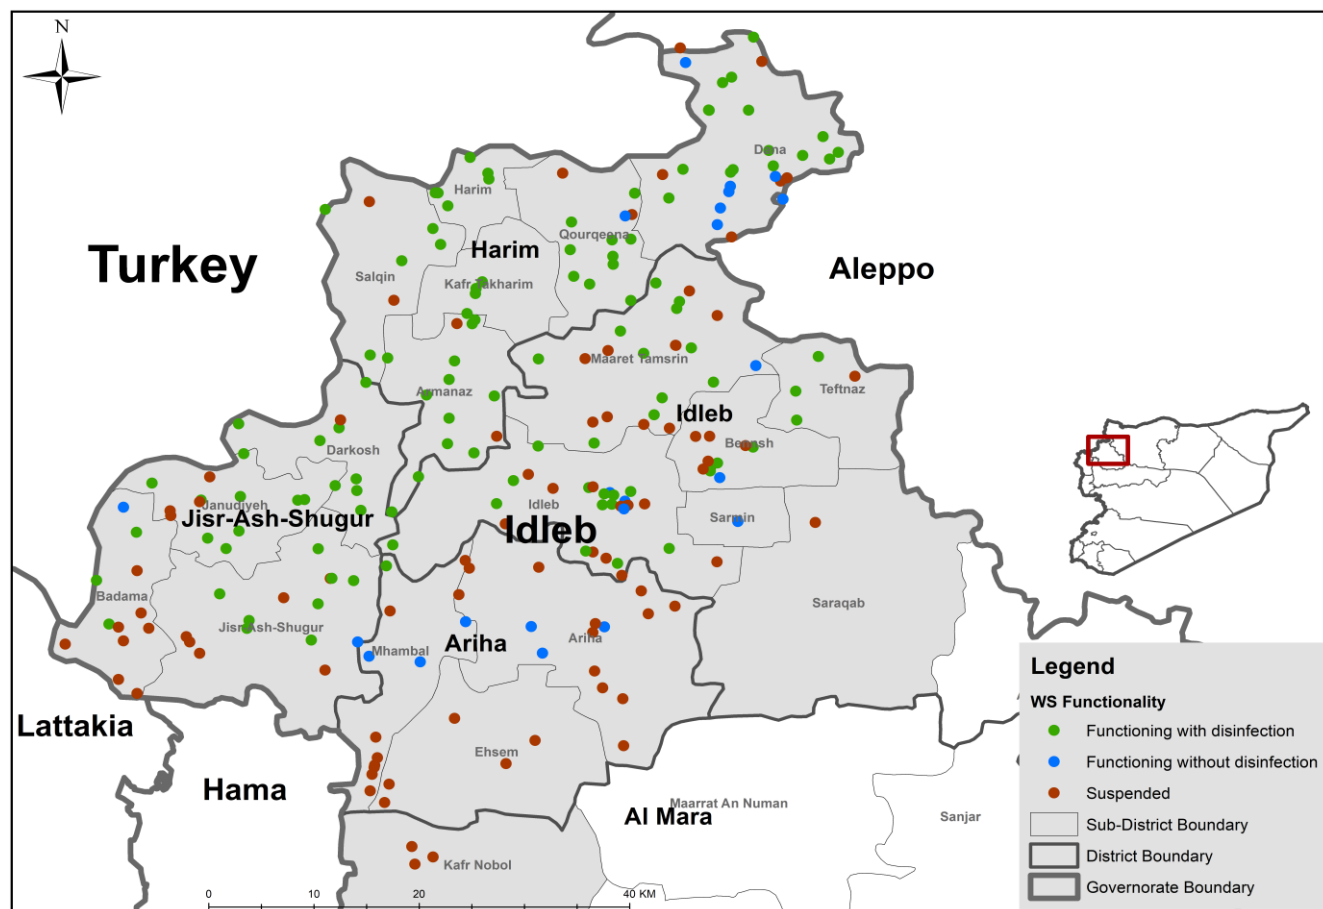 N
Dana
Harim
Turkey
Qourqeena
Harim
Aleppo
Salqin
Kafr Takharim
Maaret Tamsrin
Teftnaz
Armanaz
Idleb
Darkosh
Bennsh
Janudiyeh
Idleb
Jisr-Ash-Shugur
Sarmin
Idleb
Badama
Saraqab
Jisr-Ash-Shugur
Ariha
Ariha
Mhambal
Legend
WS Functionality
Lattakia
Functioning with disinfection
Ehsem
Functioning without disinfection
Hama
Suspended
Maarrat An Numan
Al Mara
Sanjar
Sub-District Boundary
District Boundary
Kafr Nobol
Governorate Boundary
0 10 20 40 KM